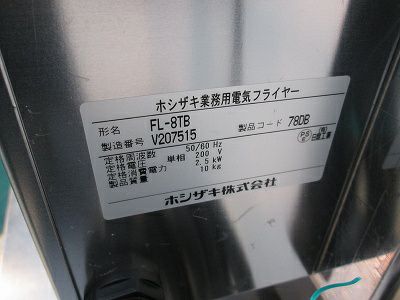 ホシザキ業務用電気フライヤー
形名 FL-8TB
製造番号 V207515 製品コード 78DB
定格周波数 50/60 Hz
定格電圧 単相 200 V
定格消費電力 2.5 kW
製品質量 10 kg
ホシザキ株式会社